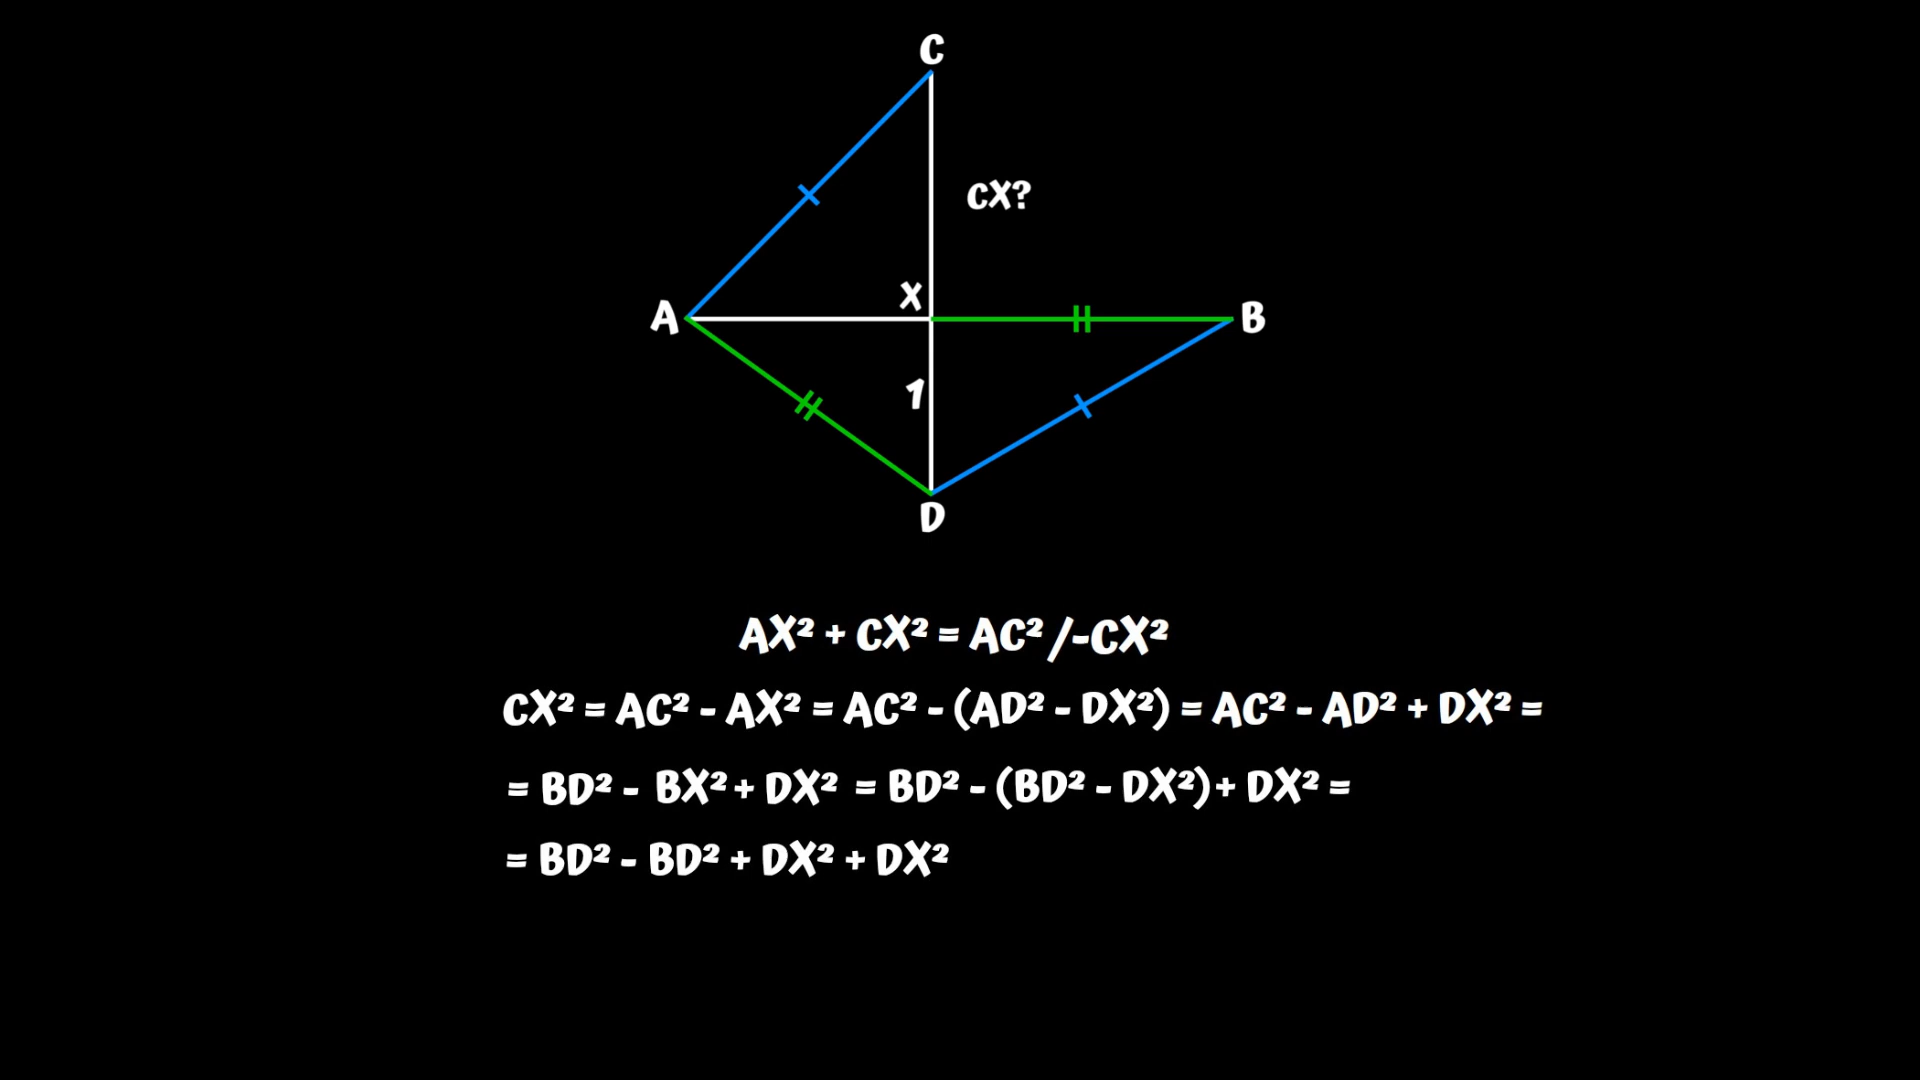 C
CX?
X
A
B
1
D
AX² + CX² = AC² /-CX²
CX² = AC² - AX² = AC² - (AD² - DX²) = AC² - AD² + DX² =
= BD² - BX² + DX² = BD² - (BD² - DX²) + DX² =
= BD² - BD² + DX² + DX²